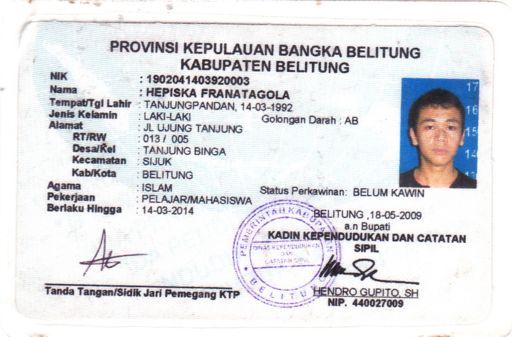 PROVINSI KEPULAUAN BANGKA BELITUNG
KABUPATEN BELITUNG
NIK : 1902041403920003
Nama : HEPISKA FRANATAGOLA
Tempat/Tgl Lahir : TANJUNGPANDAN, 14-03-1992
Jenis Kelamin : LAKI-LAKI Golongan Darah : AB
Alamat : JL UJUNG TANJUNG
RT/RW : 013 / 005
Desa/Kel : TANJUNG BINGA
Kecamatan : SIJUK
Kab/Kota : BELITUNG
Agama : ISLAM Status Perkawinan: BELUM KAWIN
Pekerjaan : PELAJAR/MAHASISWA
Berlaku Hingga : 14-03-2014
17
16
15
14
BELITUNG ,18-05-2009
a.n Bupati
KADIN KEPENDUDUKAN DAN CATATAN
SIPIL
PEMERINTAH KABUPATEN
DINAS KEPENDUDUKAN
DAN
CATATAN SIPIL
BELITUNG
HENDRO GUPITO, SH
NIP. 440027009
Tanda Tangan/Sidik Jari Pemegang KTP